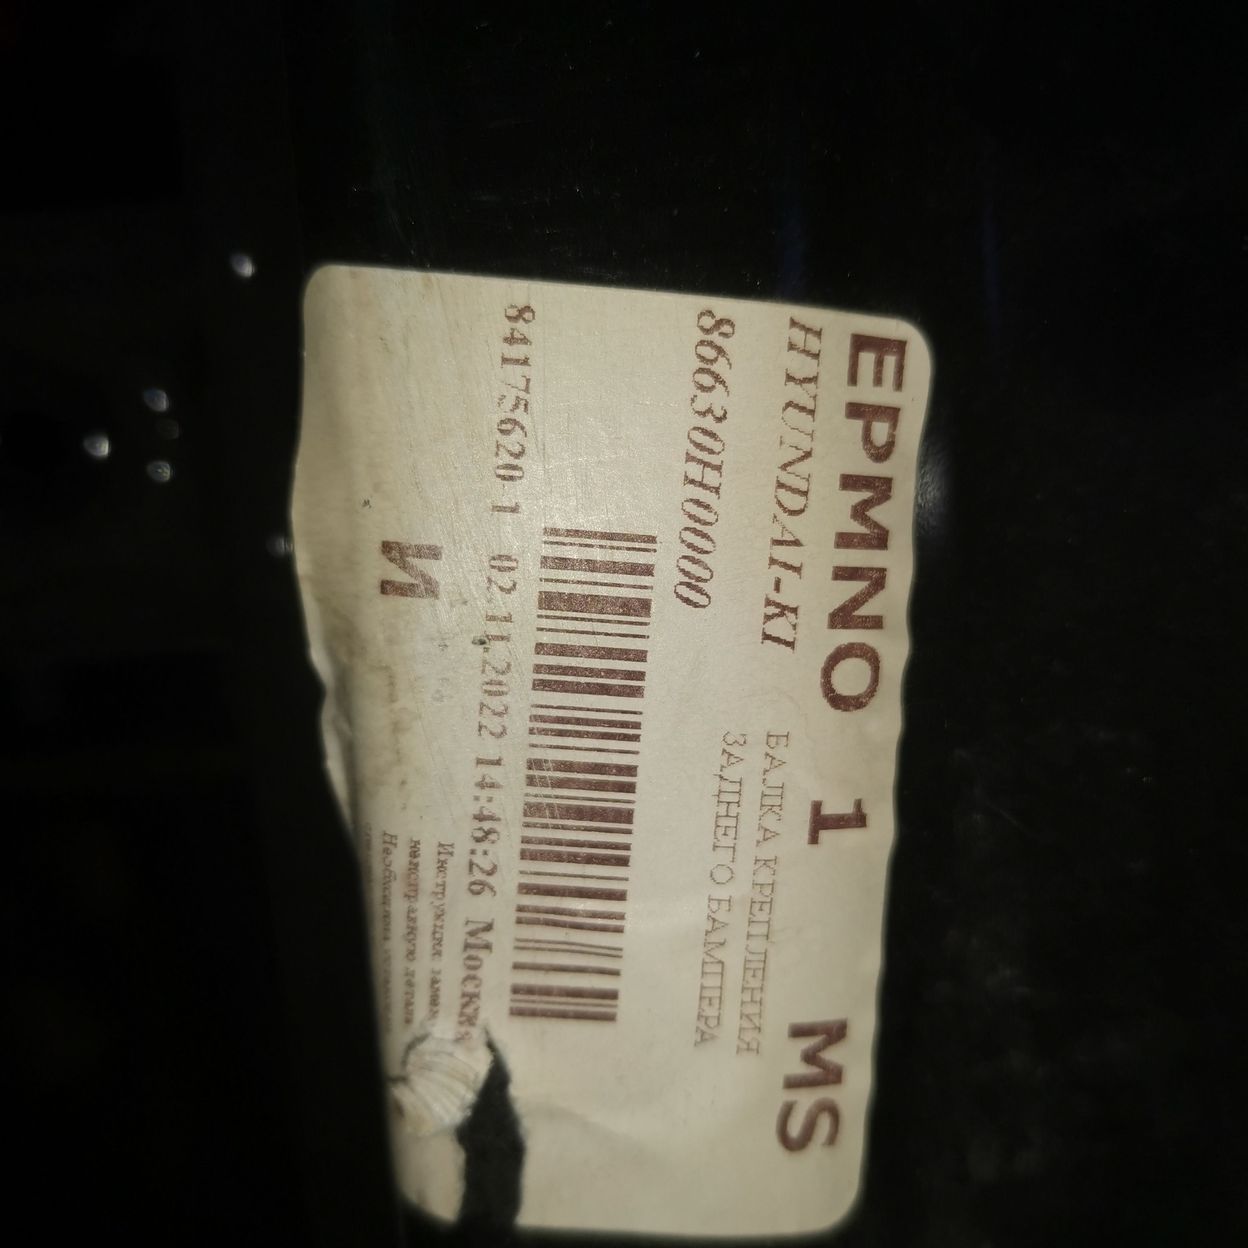 EPMNO 1 MS
HYUNDAI-KI
86630H0000
БАЛКА КРЕПЛЕНИЯ
ЗАДНЕГО БАМПЕРА
84175620-1 02.11.2022 14:48:26 Москва
И